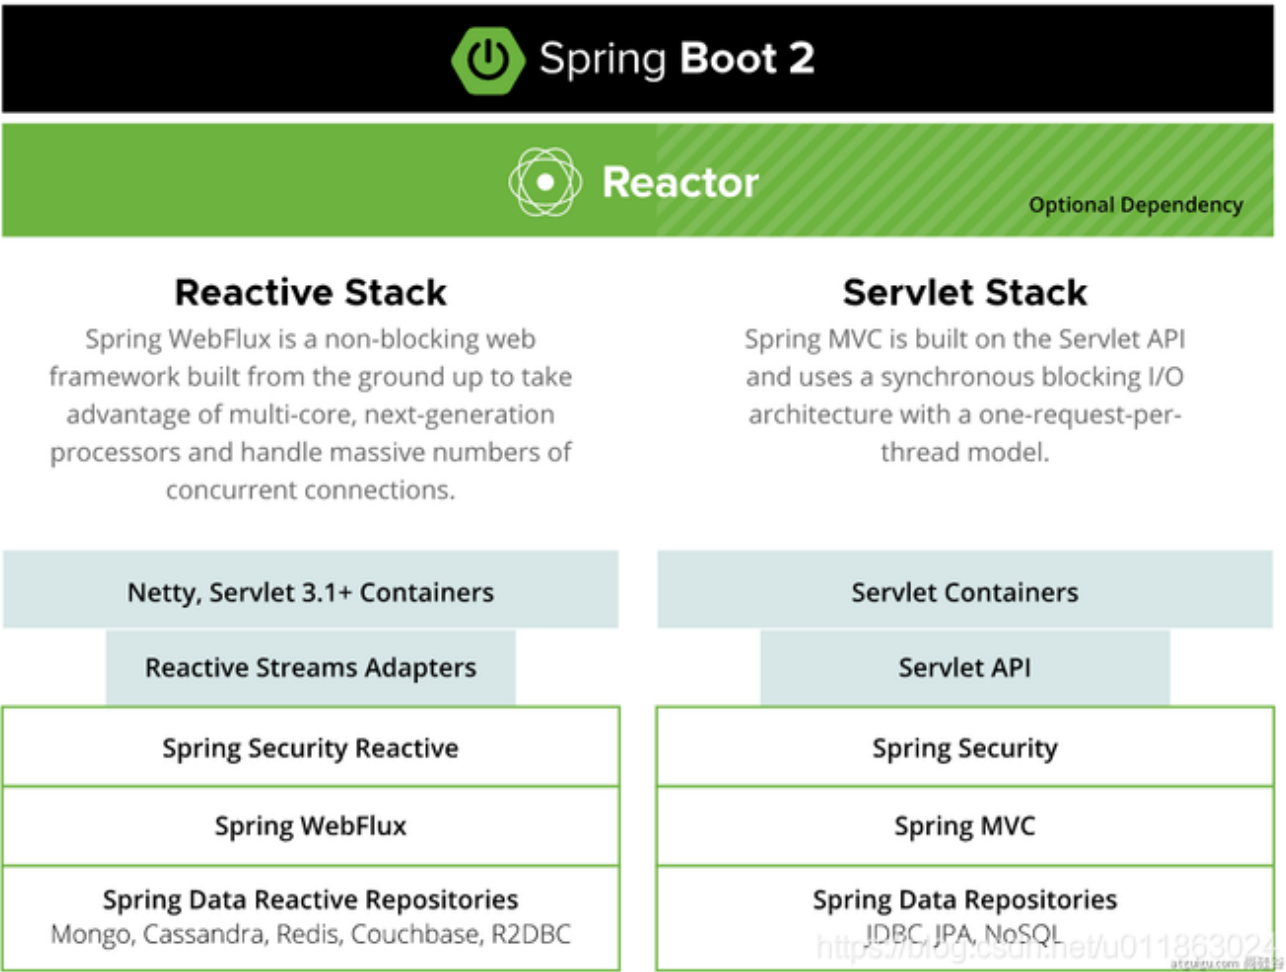 Spring Boot 2
Reactor
Optional Dependency
Reactive Stack
Spring WebFlux is a non-blocking web
framework built from the ground up to take
advantage of multi-core, next-generation
processors and handle massive numbers of
concurrent connections.
Servlet Stack
Spring MVC is built on the Servlet API
and uses a synchronous blocking I/O
architecture with a one-request-per-
thread model.
Netty, Servlet 3.1+ Containers
Reactive Streams Adapters
Spring Security Reactive
Spring WebFlux
Spring Data Reactive Repositories
Mongo, Cassandra, Redis, Couchbase, R2DBC
Servlet Containers
Servlet API
Spring Security
Spring MVC
Spring Data Repositories
JDBC, JPA, NoSQL
https://blog.csdn.net/u011863024
atguigu.com